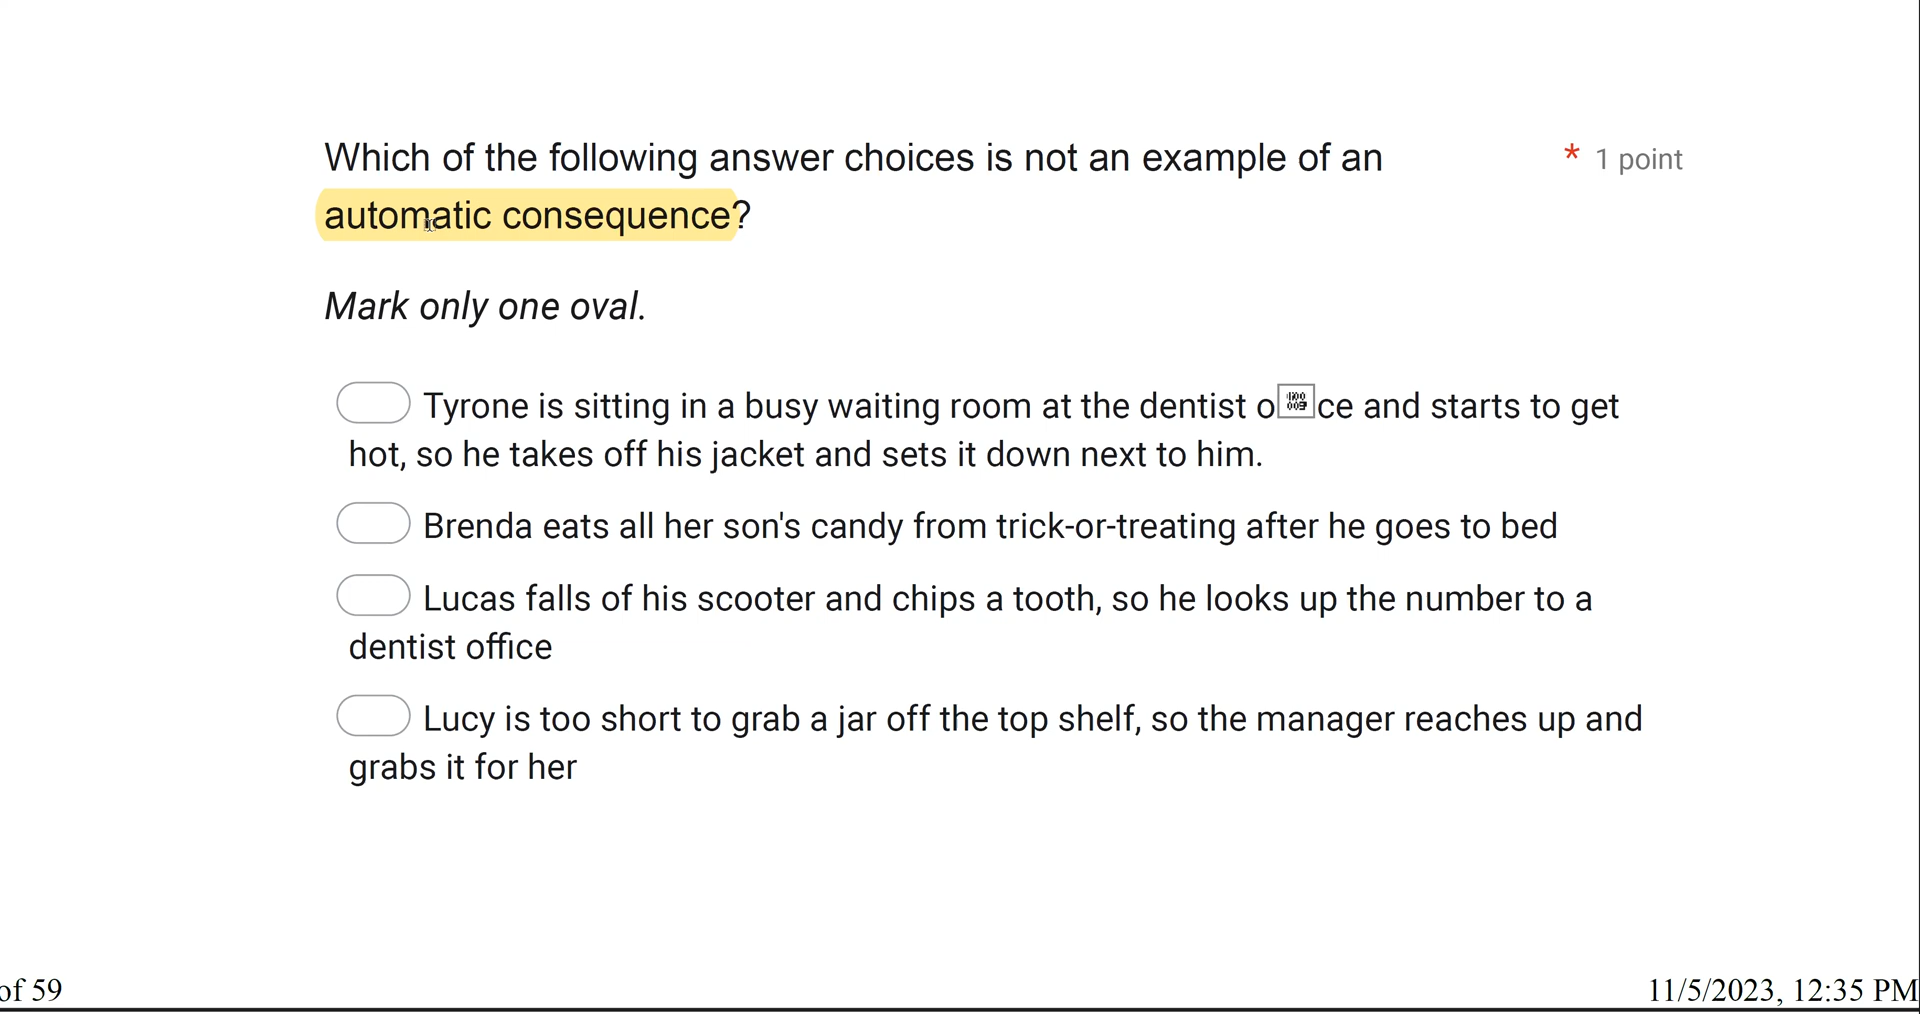 Which of the following answer choices is not an example of an
* 1 point
automatic consequence?
Mark only one oval.
Tyrone is sitting in a busy waiting room at the dentist o ce and starts to get
hot, so he takes off his jacket and sets it down next to him.
Brenda eats all her son's candy from trick-or-treating after he goes to bed
Lucas falls of his scooter and chips a tooth, so he looks up the number to a
dentist office
Lucy is too short to grab a jar off the top shelf, so the manager reaches up and
grabs it for her
of 59
11/5/2023, 12:35 PM